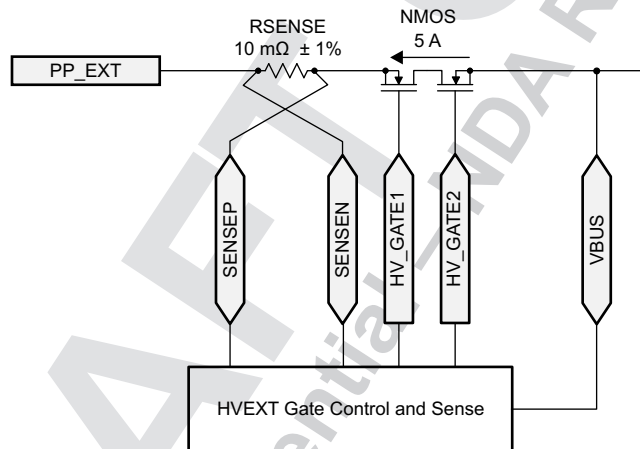 RSENSE
10 mΩ ± 1%
NMOS
5 A
PP_EXT
SENSEP
SENSEN
HV_GATE1
HV_GATE2
VBUS
HVEXT Gate Control and Sense